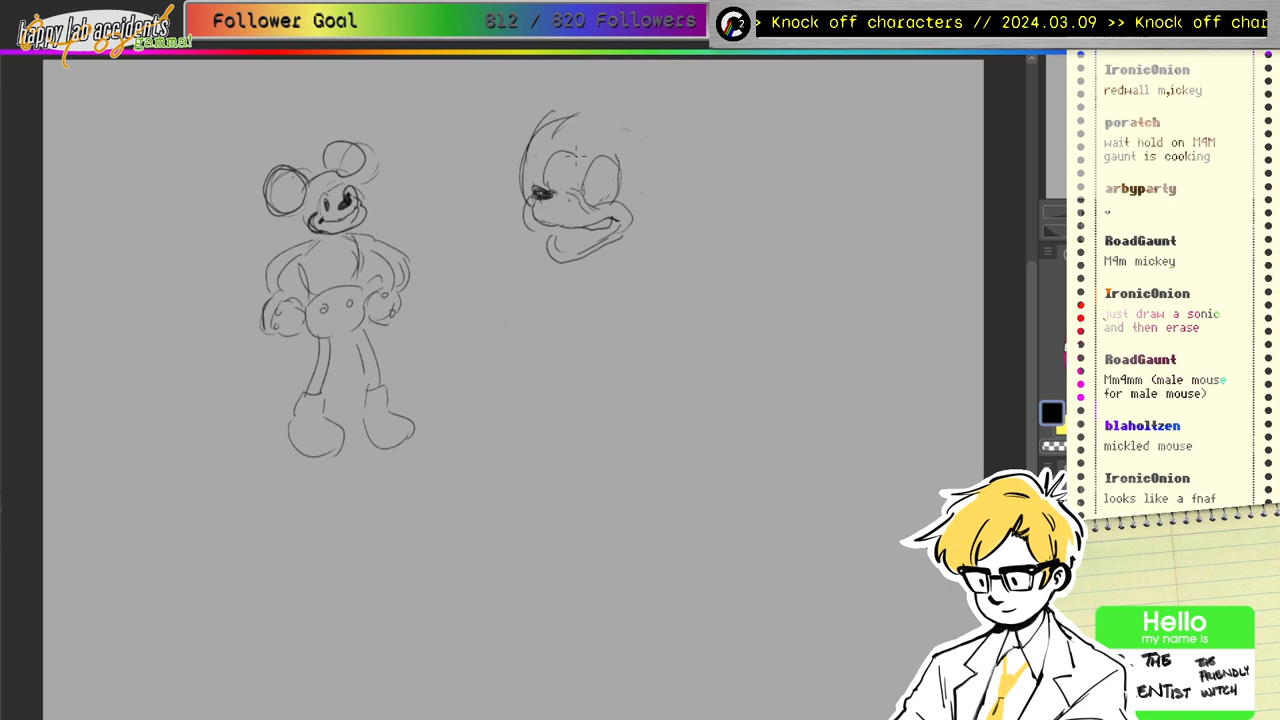 happy lab accidents
gamma!
Follower Goal
812 / 820 Followers
> Knock off characters // 2024.03.09 >> Knock off char
IronicOnion
redwall m,ickey
poratch
wait hold on M4M
gaunt is cooking
arbyparty
RoadGaunt
M4m mickey
IronicOnion
just draw a sonic
and then erase
RoadGaunt
Mm4mm (male mouse
for male mouse)
blaholtzen
mickled mouse
IronicOnion
looks like a fnaf
Hello
my name is
THE
ENTIST
THE
FRIENDLY
WITCH